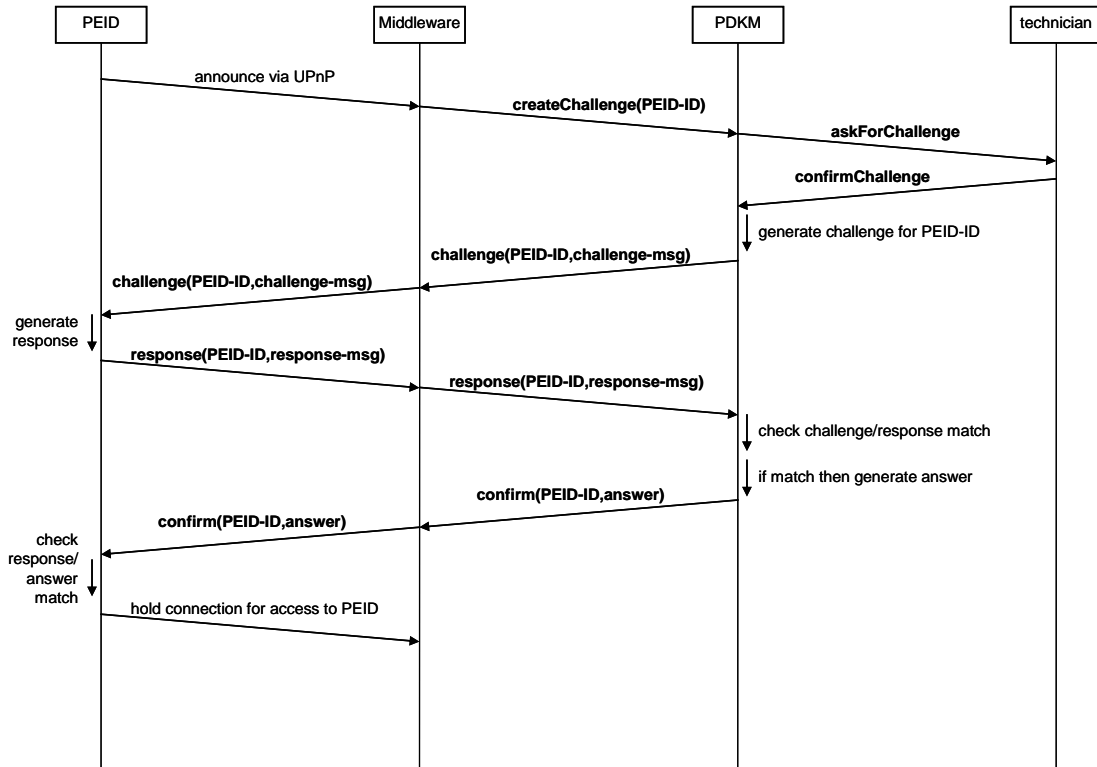 PEID
Middleware
PDKM
technician
announce via UPnP
createChallenge(PEID-ID)
askForChallenge
confirmChallenge
generate challenge for PEID-ID
challenge(PEID-ID,challenge-msg)
challenge(PEID-ID,challenge-msg)
generate
response
response(PEID-ID,response-msg)
response(PEID-ID,response-msg)
check challenge/response match
if match then generate answer
confirm(PEID-ID,answer)
confirm(PEID-ID,answer)
check
response/
answer
match
hold connection for access to PEID